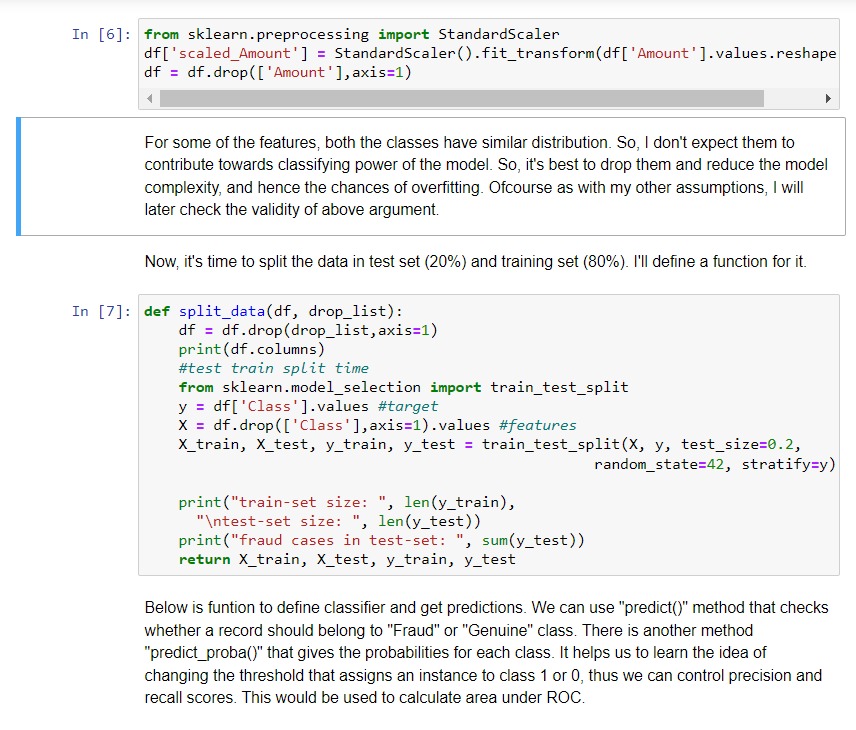 In [6]: from sklearn.preprocessing import StandardScaler
df['scaled_Amount'] = StandardScaler().fit_transform(df['Amount'].values.reshape
df = df.drop(['Amount'],axis=1)
For some of the features, both the classes have similar distribution. So, I don't expect them to
contribute towards classifying power of the model. So, it's best to drop them and reduce the model
complexity, and hence the chances of overfitting. Ofcourse as with my other assumptions, I will
later check the validity of above argument.
Now, it's time to split the data in test set (20%) and training set (80%). I'll define a function for it.
In [7]: def split_data(df, drop_list):
df = df.drop(drop_list,axis=1)
print(df.columns)
#test train split time
from sklearn.model_selection import train_test_split
y = df['Class'].values #target
X = df.drop(['Class'],axis=1).values #features
X_train, X_test, y_train, y_test = train_test_split(X, y, test_size=0.2,
random_state=42, stratify=y)
print("train-set size: ", len(y_train),
"\ntest-set size: ", len(y_test))
print("fraud cases in test-set: ", sum(y_test))
return X_train, X_test, y_train, y_test
Below is funtion to define classifier and get predictions. We can use "predict()" method that checks
whether a record should belong to "Fraud" or "Genuine" class. There is another method
"predict_proba()" that gives the probabilities for each class. It helps us to learn the idea of
changing the threshold that assigns an instance to class 1 or 0, thus we can control precision and
recall scores. This would be used to calculate area under ROC.